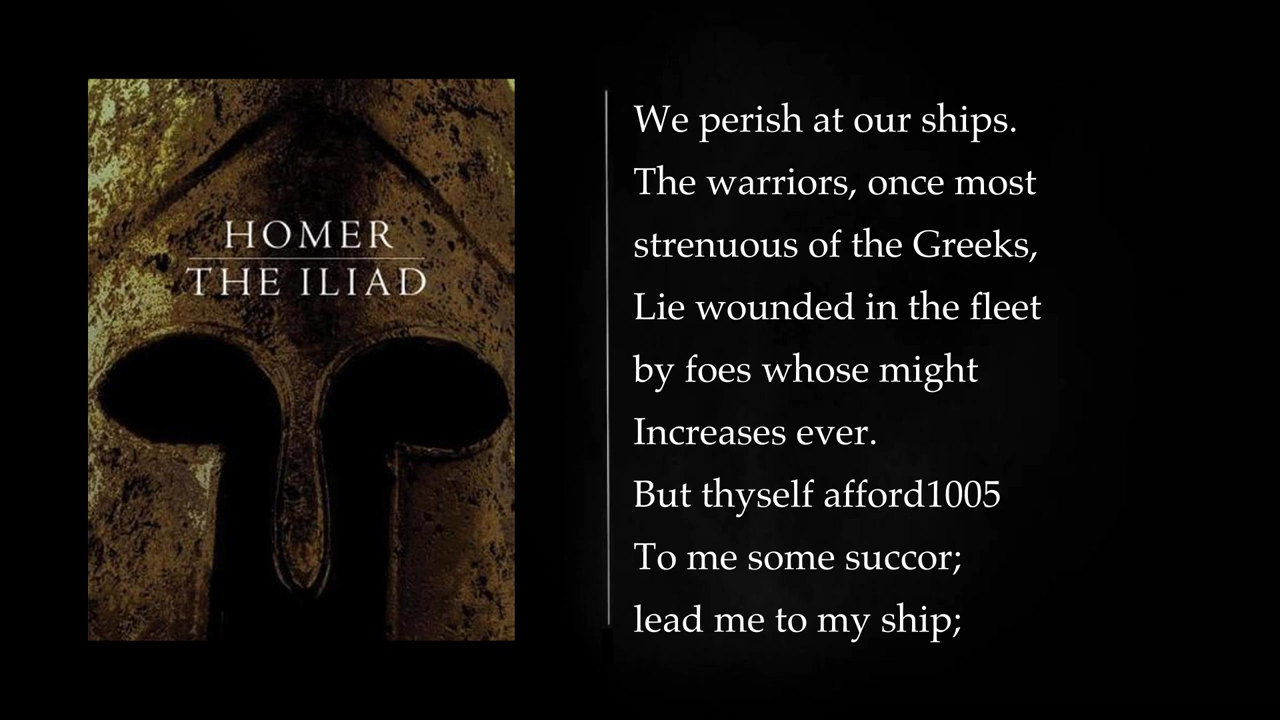 HOMER
THE ILIAD
We perish at our ships.
The warriors, once most
strenuous of the Greeks,
Lie wounded in the fleet
by foes whose might
Increases ever.
But thyself afford1005
To me some succor;
lead me to my ship;